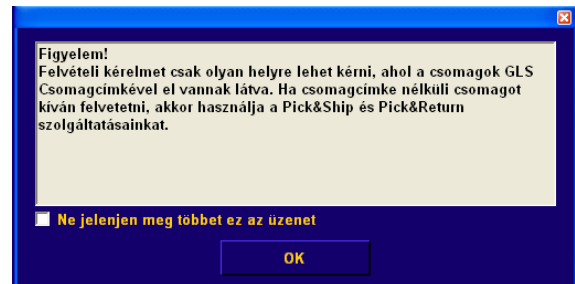 Figyelem!
Felvételi kérelmet csak olyan helyre lehet kérni, ahol a csomagok GLS
Csomagcímkével el vannak látva. Ha csomagcímke nélküli csomagot
kíván felvetetni, akkor használja a Pick&Ship és Pick&Return
szolgáltatásainkat.
Ne jelenjen meg többet ez az üzenet
OK